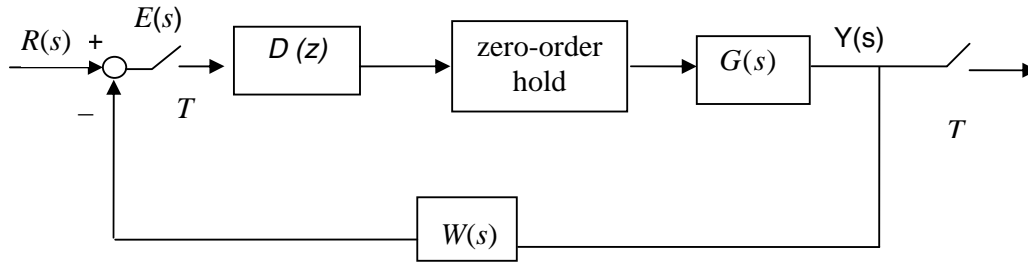 E(s)
R(s) +
D (z)
zero-order
hold
G(s)
Y(s)
–
T
T
W(s)